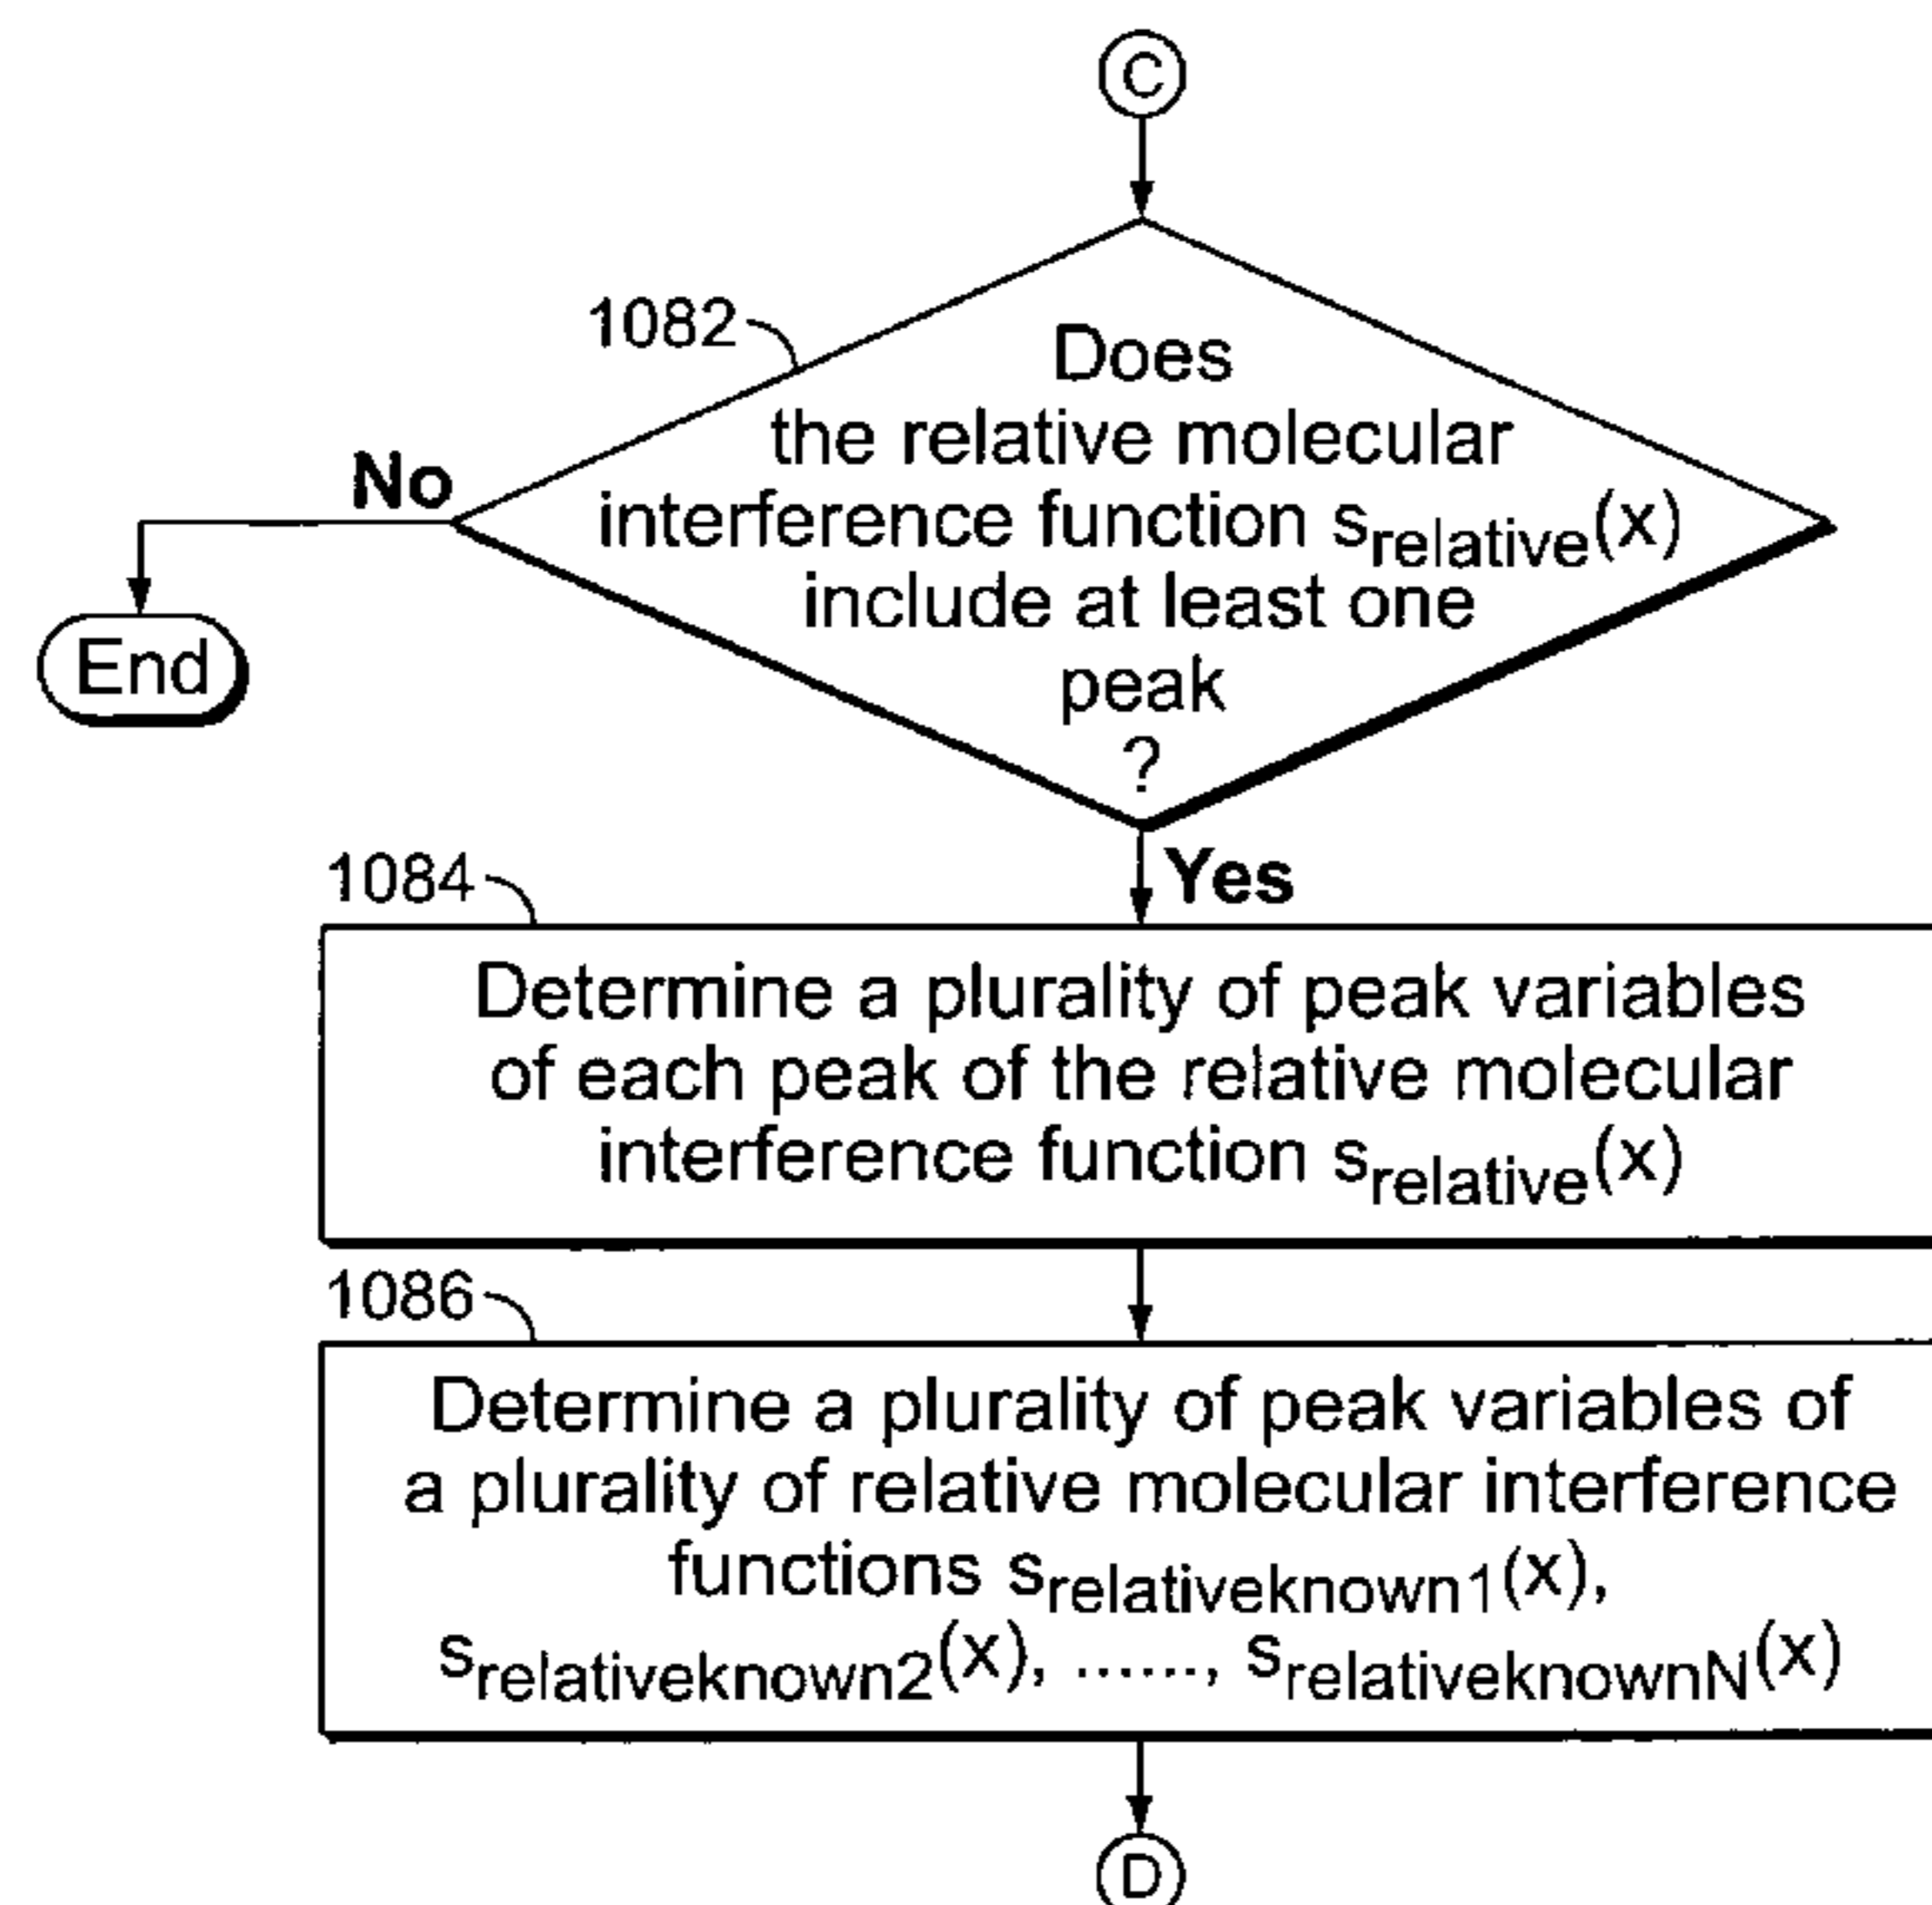 C
1082
Does
the relative molecular
No
interference function s_relative(x)
include at least one
End
peak
?
1084
Yes
Determine a plurality of peak variables
of each peak of the relative molecular
interference function s_relative(x)
1086
Determine a plurality of peak variables of
a plurality of relative molecular interference
functions s_relativeknown1(x),
s_relativeknown2(x), ......, s_relativeknownN(x)
D